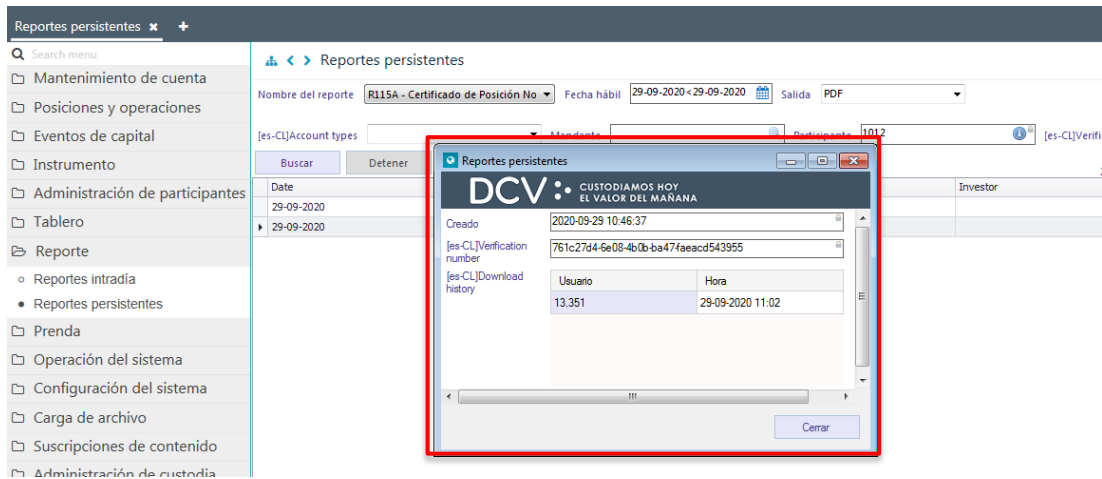 Reportes persistentes ✖ +
Search menu
Mantenimiento de cuenta
Posiciones y operaciones
Eventos de capital
Instrumento
Administración de participantes
Tablero
Reporte
Reportes intradía
Reportes persistentes
Prenda
Operación del sistema
Configuración del sistema
Carga de archivo
Suscripciones de contenido
Administración de custodia
Reportes persistentes
Nombre del reporte R115A - Certificado de Posición No Fecha hábil 29-09-2020<29-09-2020 Salida PDF
[es-CL]Account types Mandante Participante 1012 [es-CL]Verifi
Buscar Detener
Date Investor
29-09-2020
29-09-2020
Reportes persistentes
DCV CUSTODIAMOS HOY
EL VALOR DEL MAÑANA
Creado 2020-09-29 10:46:37
[es-CL]Verification
number
761c27d4-6e08-4b0b-ba47-faeacd543955
[es-CL]Download
history
Usuario Hora
13.351 29-09-2020 11:02
Cerrar